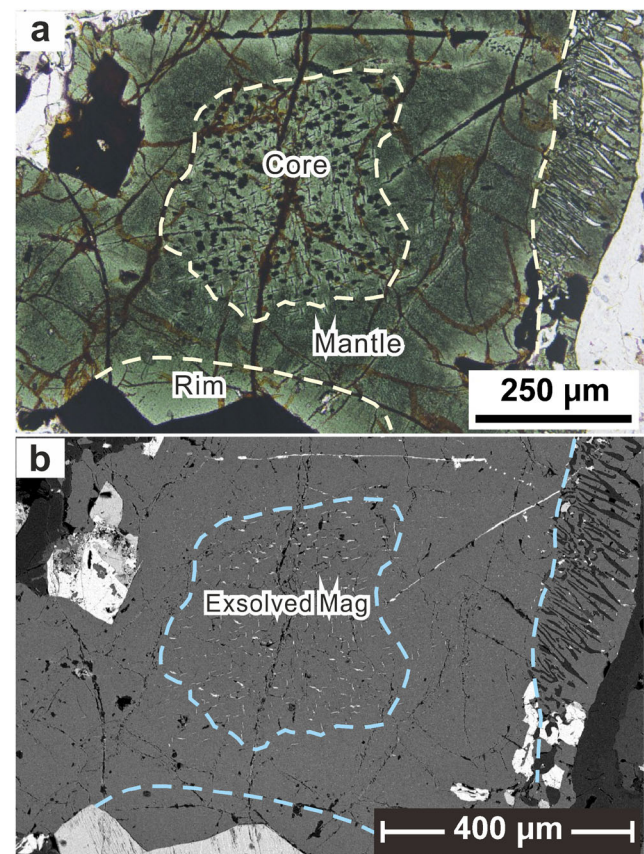 a
Core
Mantle
Rim
250 μm
b
Exsolved Mag
400 μm